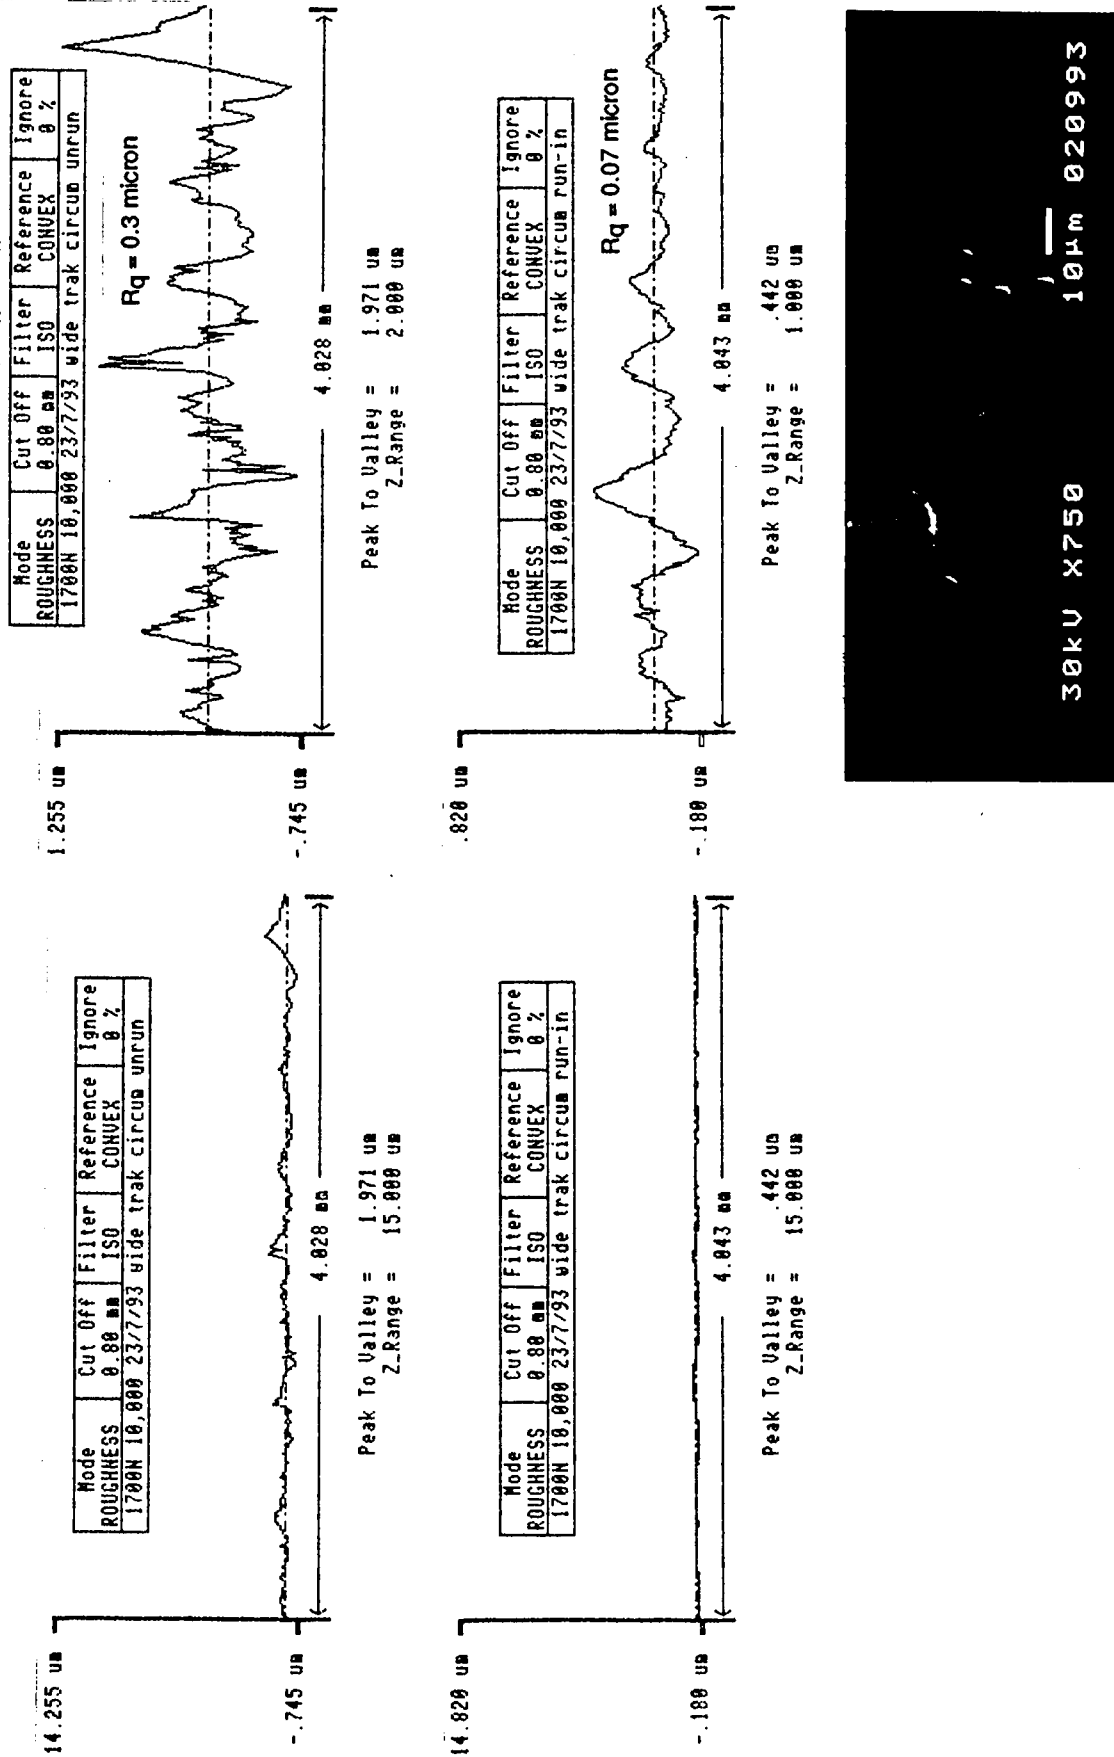 14.255 um
Mode Cut Off Filter Reference Ignore
ROUGHNESS 0.80 mm ISO CONVEX 0 %
1700N 10,000 23/7/93 wide trak circum unrun
-.745 um
4.028 mm
Peak To Valley = 1.971 um
Z_Range = 15.000 um
1.255 um
Mode Cut Off Filter Reference Ignore
ROUGHNESS 0.80 mm ISO CONVEX 0 %
1700N 10,000 23/7/93 wide trak circum unrun
Rq = 0.3 micron
-.745 um
4.028 mm
Peak To Valley = 1.971 um
Z_Range = 2.000 um
14.820 um
Mode Cut Off Filter Reference Ignore
ROUGHNESS 0.80 mm ISO CONVEX 0 %
1700N 10,000 23/7/93 wide trak circum run-in
-.180 um
4.043 mm
Peak To Valley = .442 um
Z_Range = 15.000 um
.820 um
Mode Cut Off Filter Reference Ignore
ROUGHNESS 0.80 mm ISO CONVEX 0 %
1700N 10,000 23/7/93 wide trak circum run-in
Rq = 0.07 micron
-.180 um
4.043 mm
Peak To Valley = .442 um
Z_Range = 1.000 um
30kV X750 10µm 020993